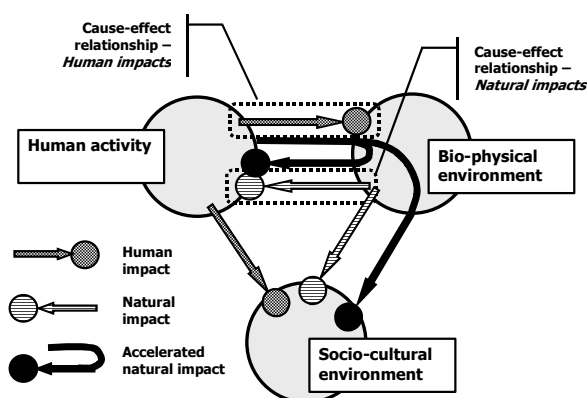 Cause-effect
relationship –
Human impacts
Cause-effect
relationship –
Natural impacts
Human activity
Bio-physical
environment
Human
impact
Natural
impact
Accelerated
natural impact
Socio-cultural
environment